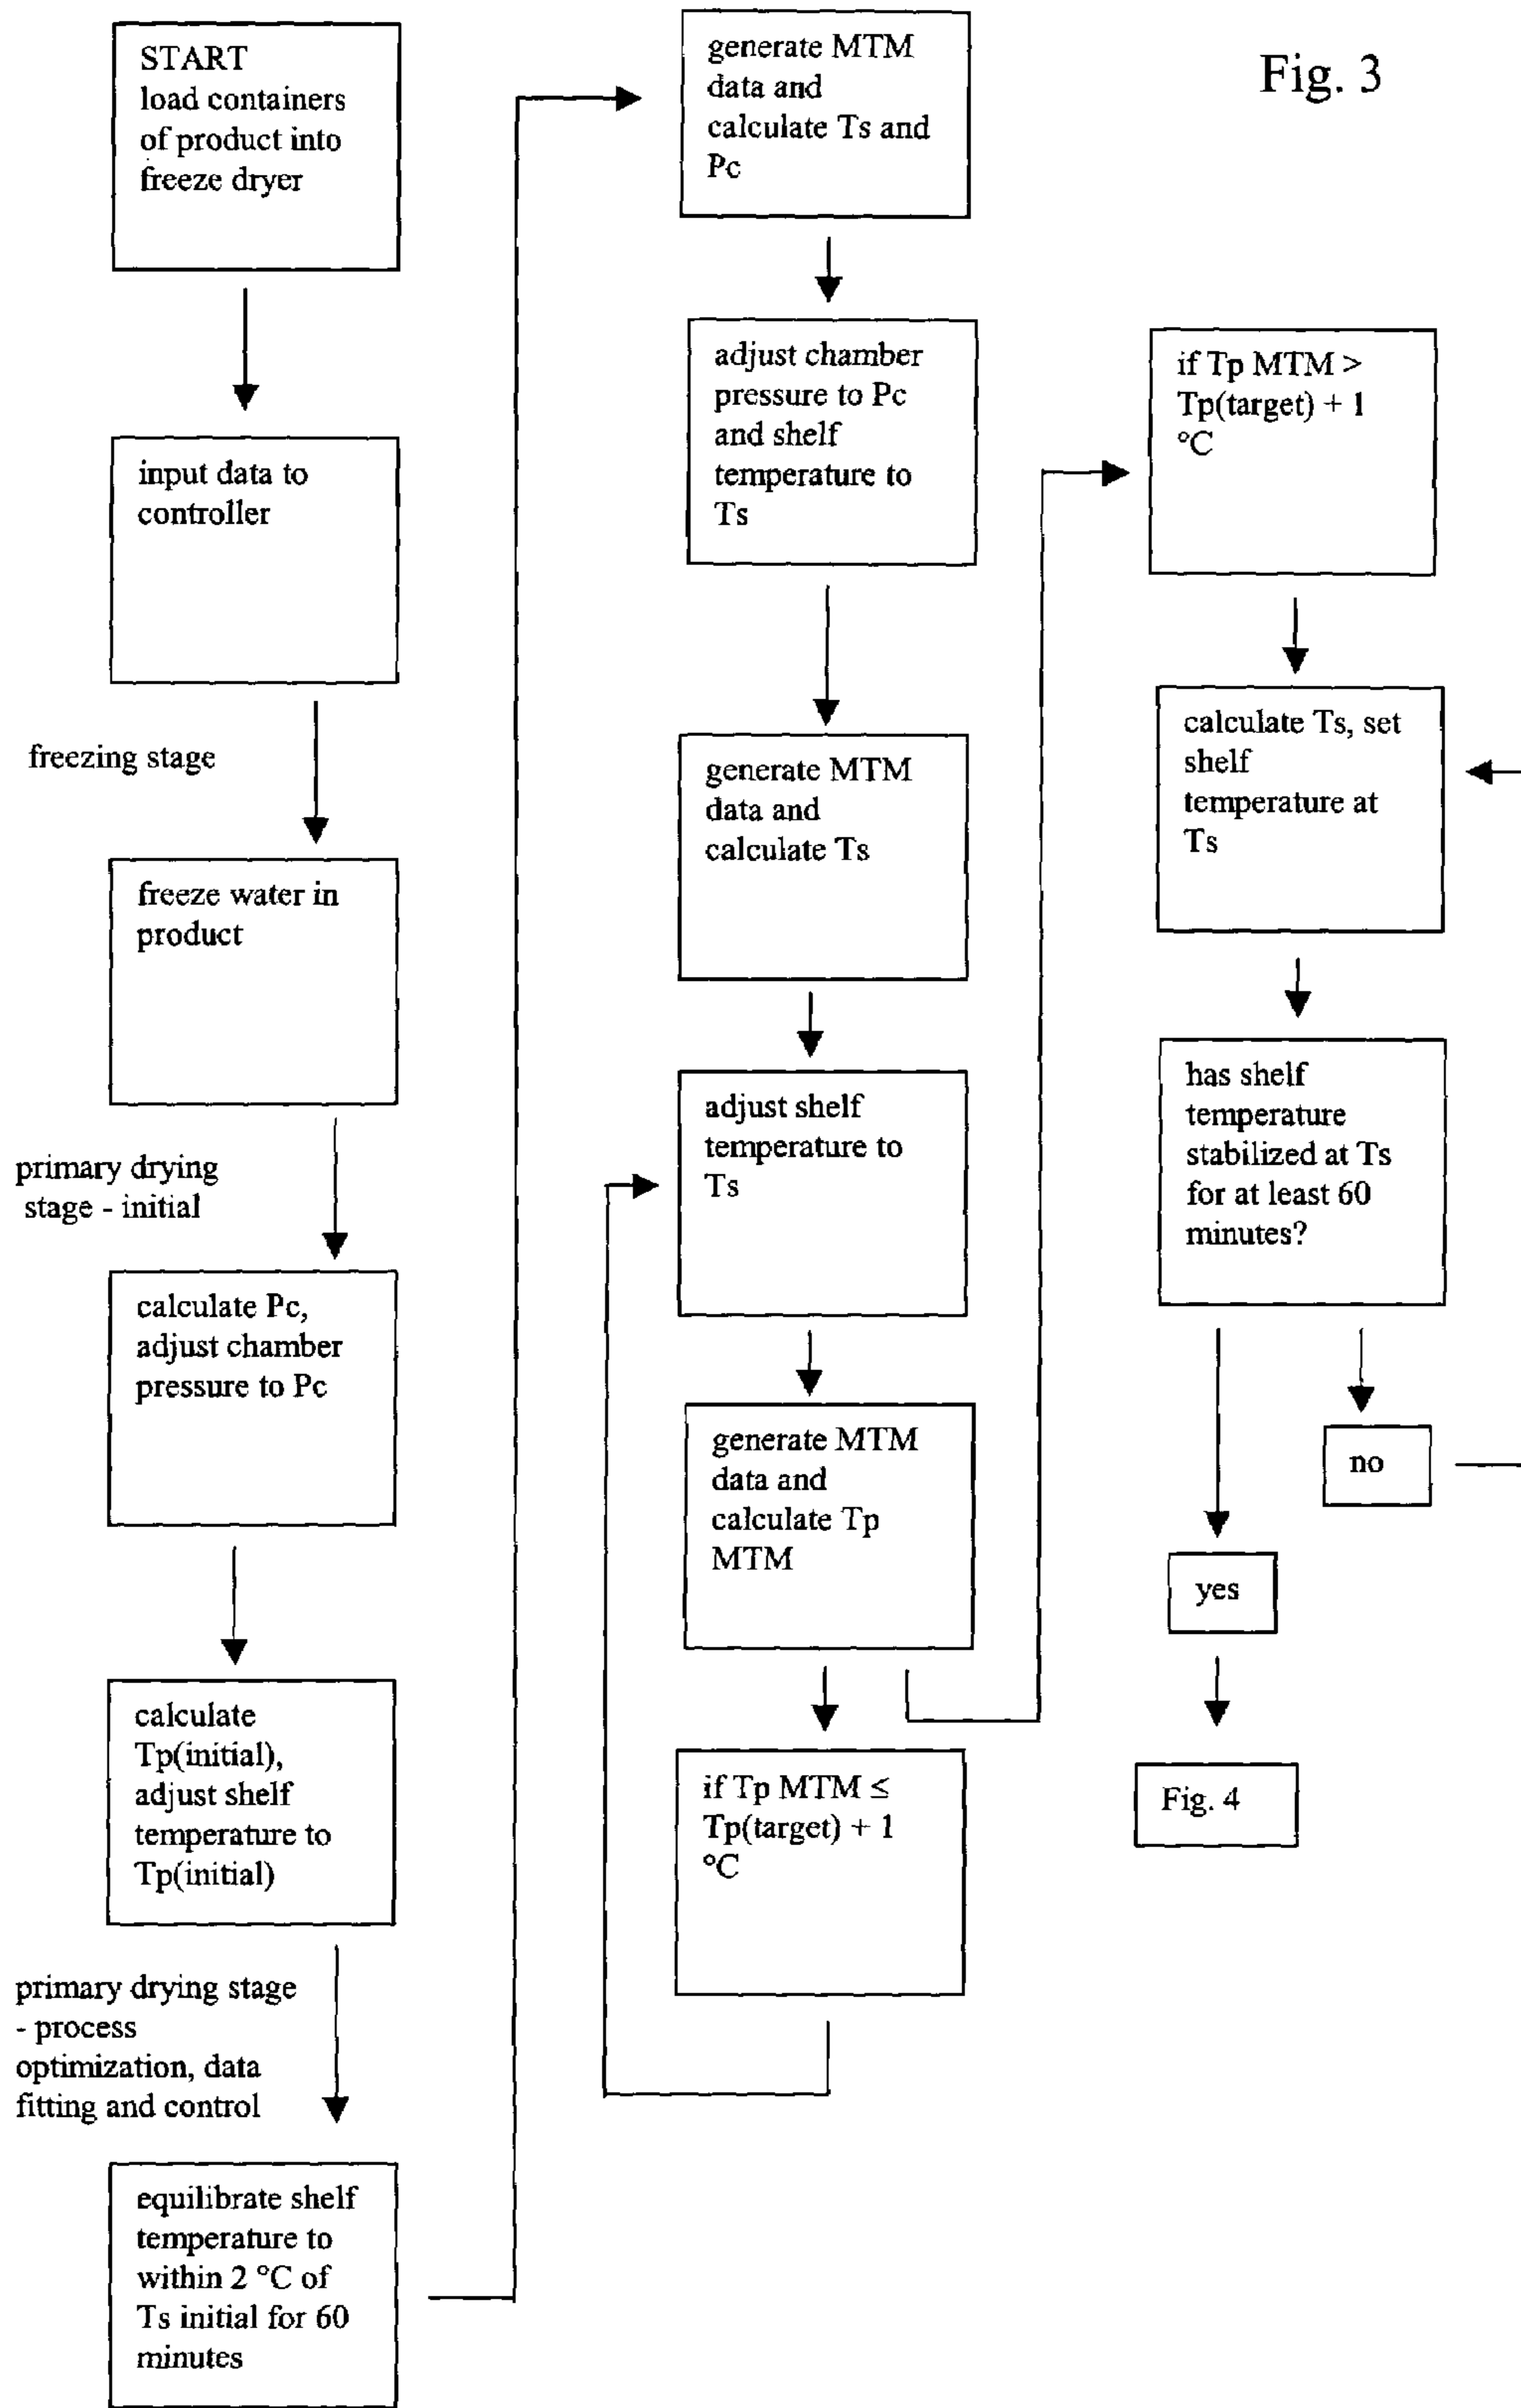 START
load containers
of product into
freeze dryer
input data to
controller
freezing stage
freeze water in
product
primary drying
stage - initial
calculate Pc,
adjust chamber
pressure to Pc
calculate
Tp(initial),
adjust shelf
temperature to
Tp(initial)
primary drying stage
- process
optimization, data
fitting and control
equilibrate shelf
temperature to
within 2 °C of
Ts initial for 60
minutes
generate MTM
data and
calculate Ts and
Pc
adjust chamber
pressure to Pc
and shelf
temperature to
Ts
generate MTM
data and
calculate Ts
adjust shelf
temperature to
Ts
generate MTM
data and
calculate Tp
MTM
if Tp MTM ≤
Tp(target) + 1
°C
Fig. 3
if Tp MTM >
Tp(target) + 1
°C
calculate Ts, set
shelf
temperature at
Ts
has shelf
temperature
stabilized at Ts
for at least 60
minutes?
no
yes
Fig. 4